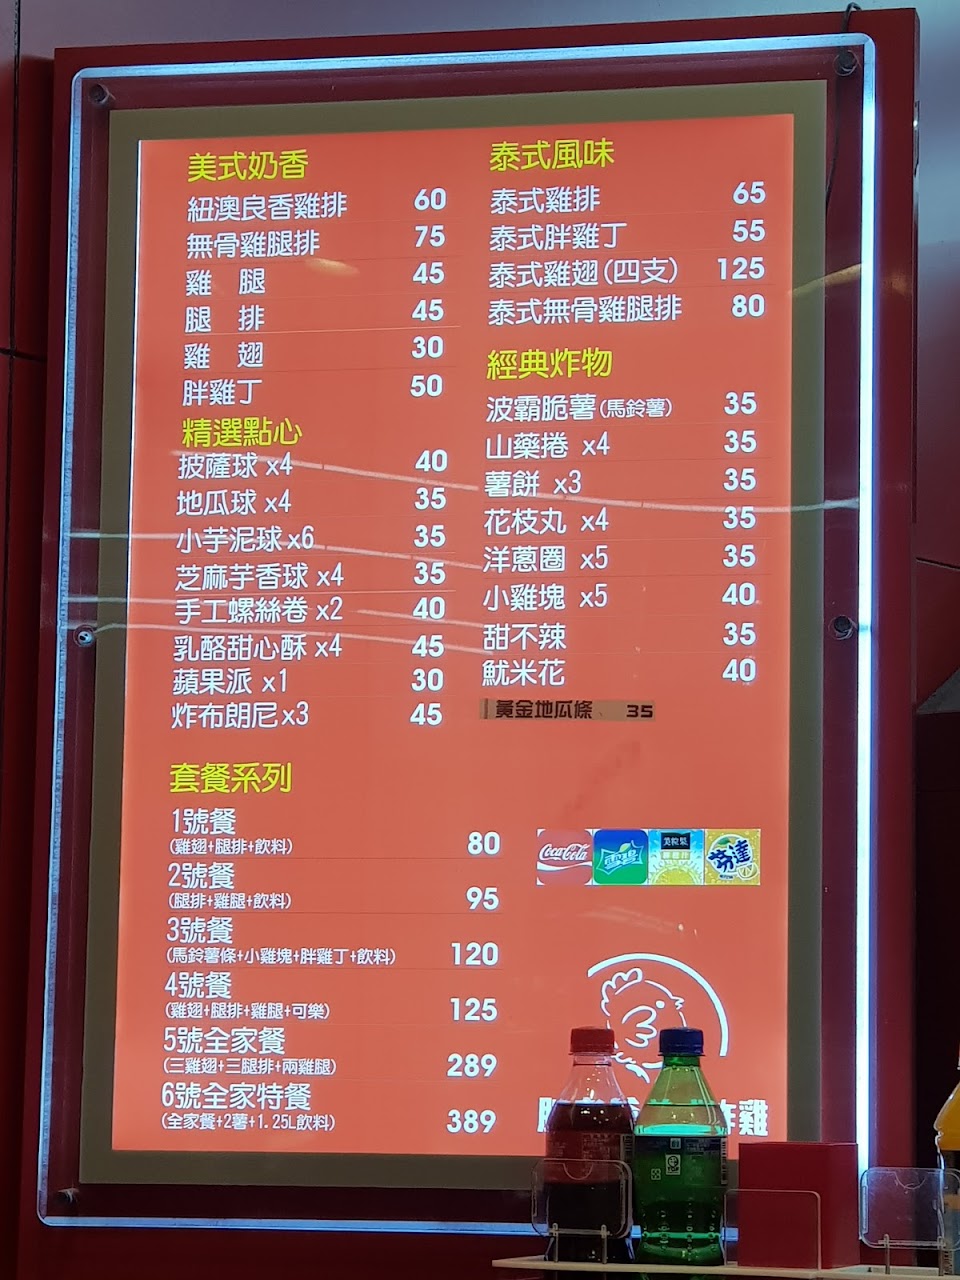 美式奶香
紐澳良香雞排 60
無骨雞腿排 75
雞 腿 45
腿 排 45
雞 翅 30
胖雞丁 50
精選點心
披薩球 x4 40
地瓜球 x4 35
小芋泥球x6 35
芝麻芋香球 x4 35
手工螺絲卷 x2 40
乳酪甜心酥 x4 45
蘋果派 x1 30
炸布朗尼x3 45
泰式風味
泰式雞排 65
泰式胖雞丁 55
泰式雞翅(四支) 125
泰式無骨雞腿排 80
經典炸物
波霸脆薯(馬鈴薯) 35
山藥捲 x4 35
薯餅 x3 35
花枝丸 x4 35
洋蔥圈 x5 35
小雞塊 x5 40
甜不辣 35
魷米花 40
黃金地瓜條 35
套餐系列
1號餐
(雞翅+腿排+飲料) 80
2號餐
(腿排+雞腿+飲料) 95
3號餐
(馬鈴薯條+小雞塊+胖雞丁+飲料) 120
4號餐
(雞翅+腿排+雞腿+可樂) 125
5號全家餐
(三雞翅+三腿排+兩雞腿) 289
6號全家特餐
(全家餐+2薯+1.25L飲料) 389
Coca-Cola
雪碧
美粒果
芬達
炸雞